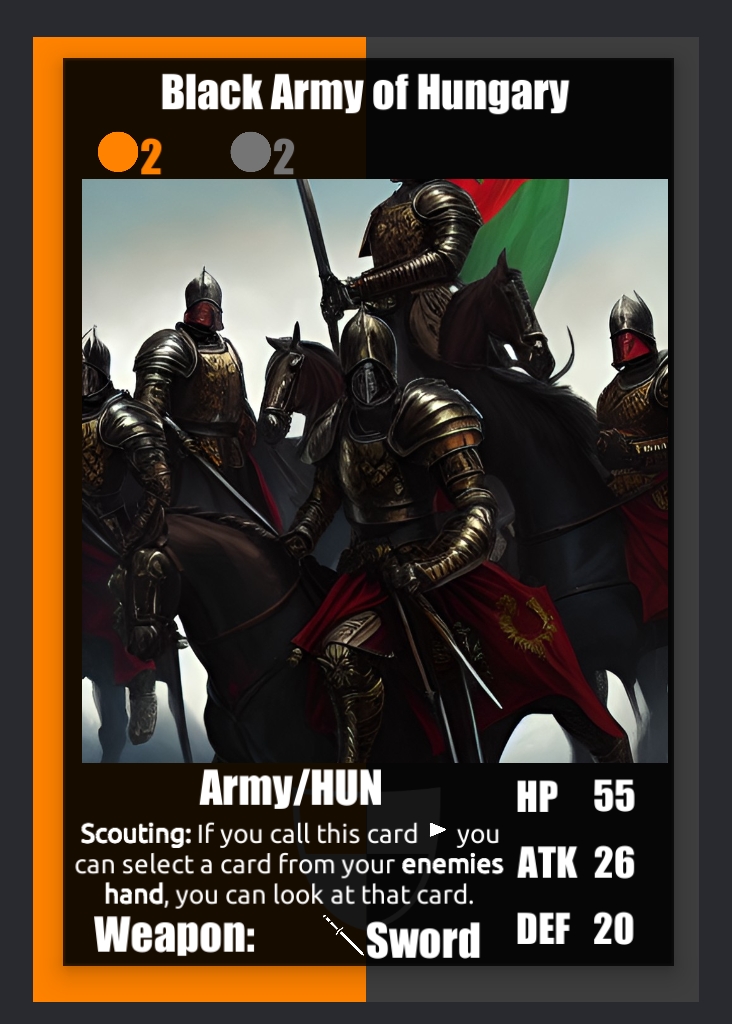 Black Army of Hungary
2 2
Army/HUN
Scouting: If you call this card ► you
can select a card from your enemies
hand, you can look at that card.
Weapon: Sword
HP 55
ATK 26
DEF 20